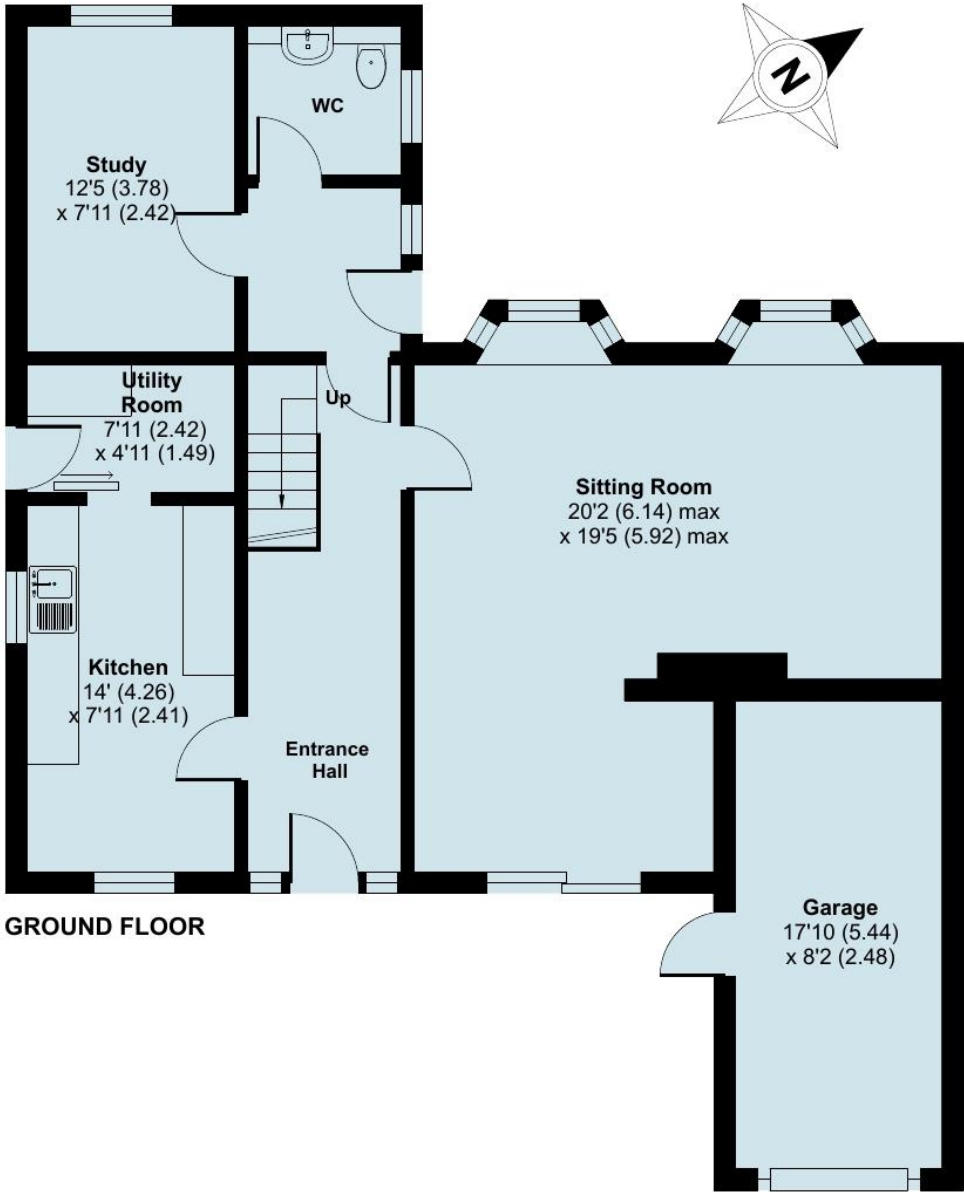 N
WC
Study
12'5 (3.78)
x 7'11 (2.42)
Utility
Room
7'11 (2.42)
x 4'11 (1.49)
Up
Sitting Room
20'2 (6.14) max
x 19'5 (5.92) max
Kitchen
14' (4.26)
x 7'11 (2.41)
Entrance
Hall
Garage
17'10 (5.44)
x 8'2 (2.48)
GROUND FLOOR